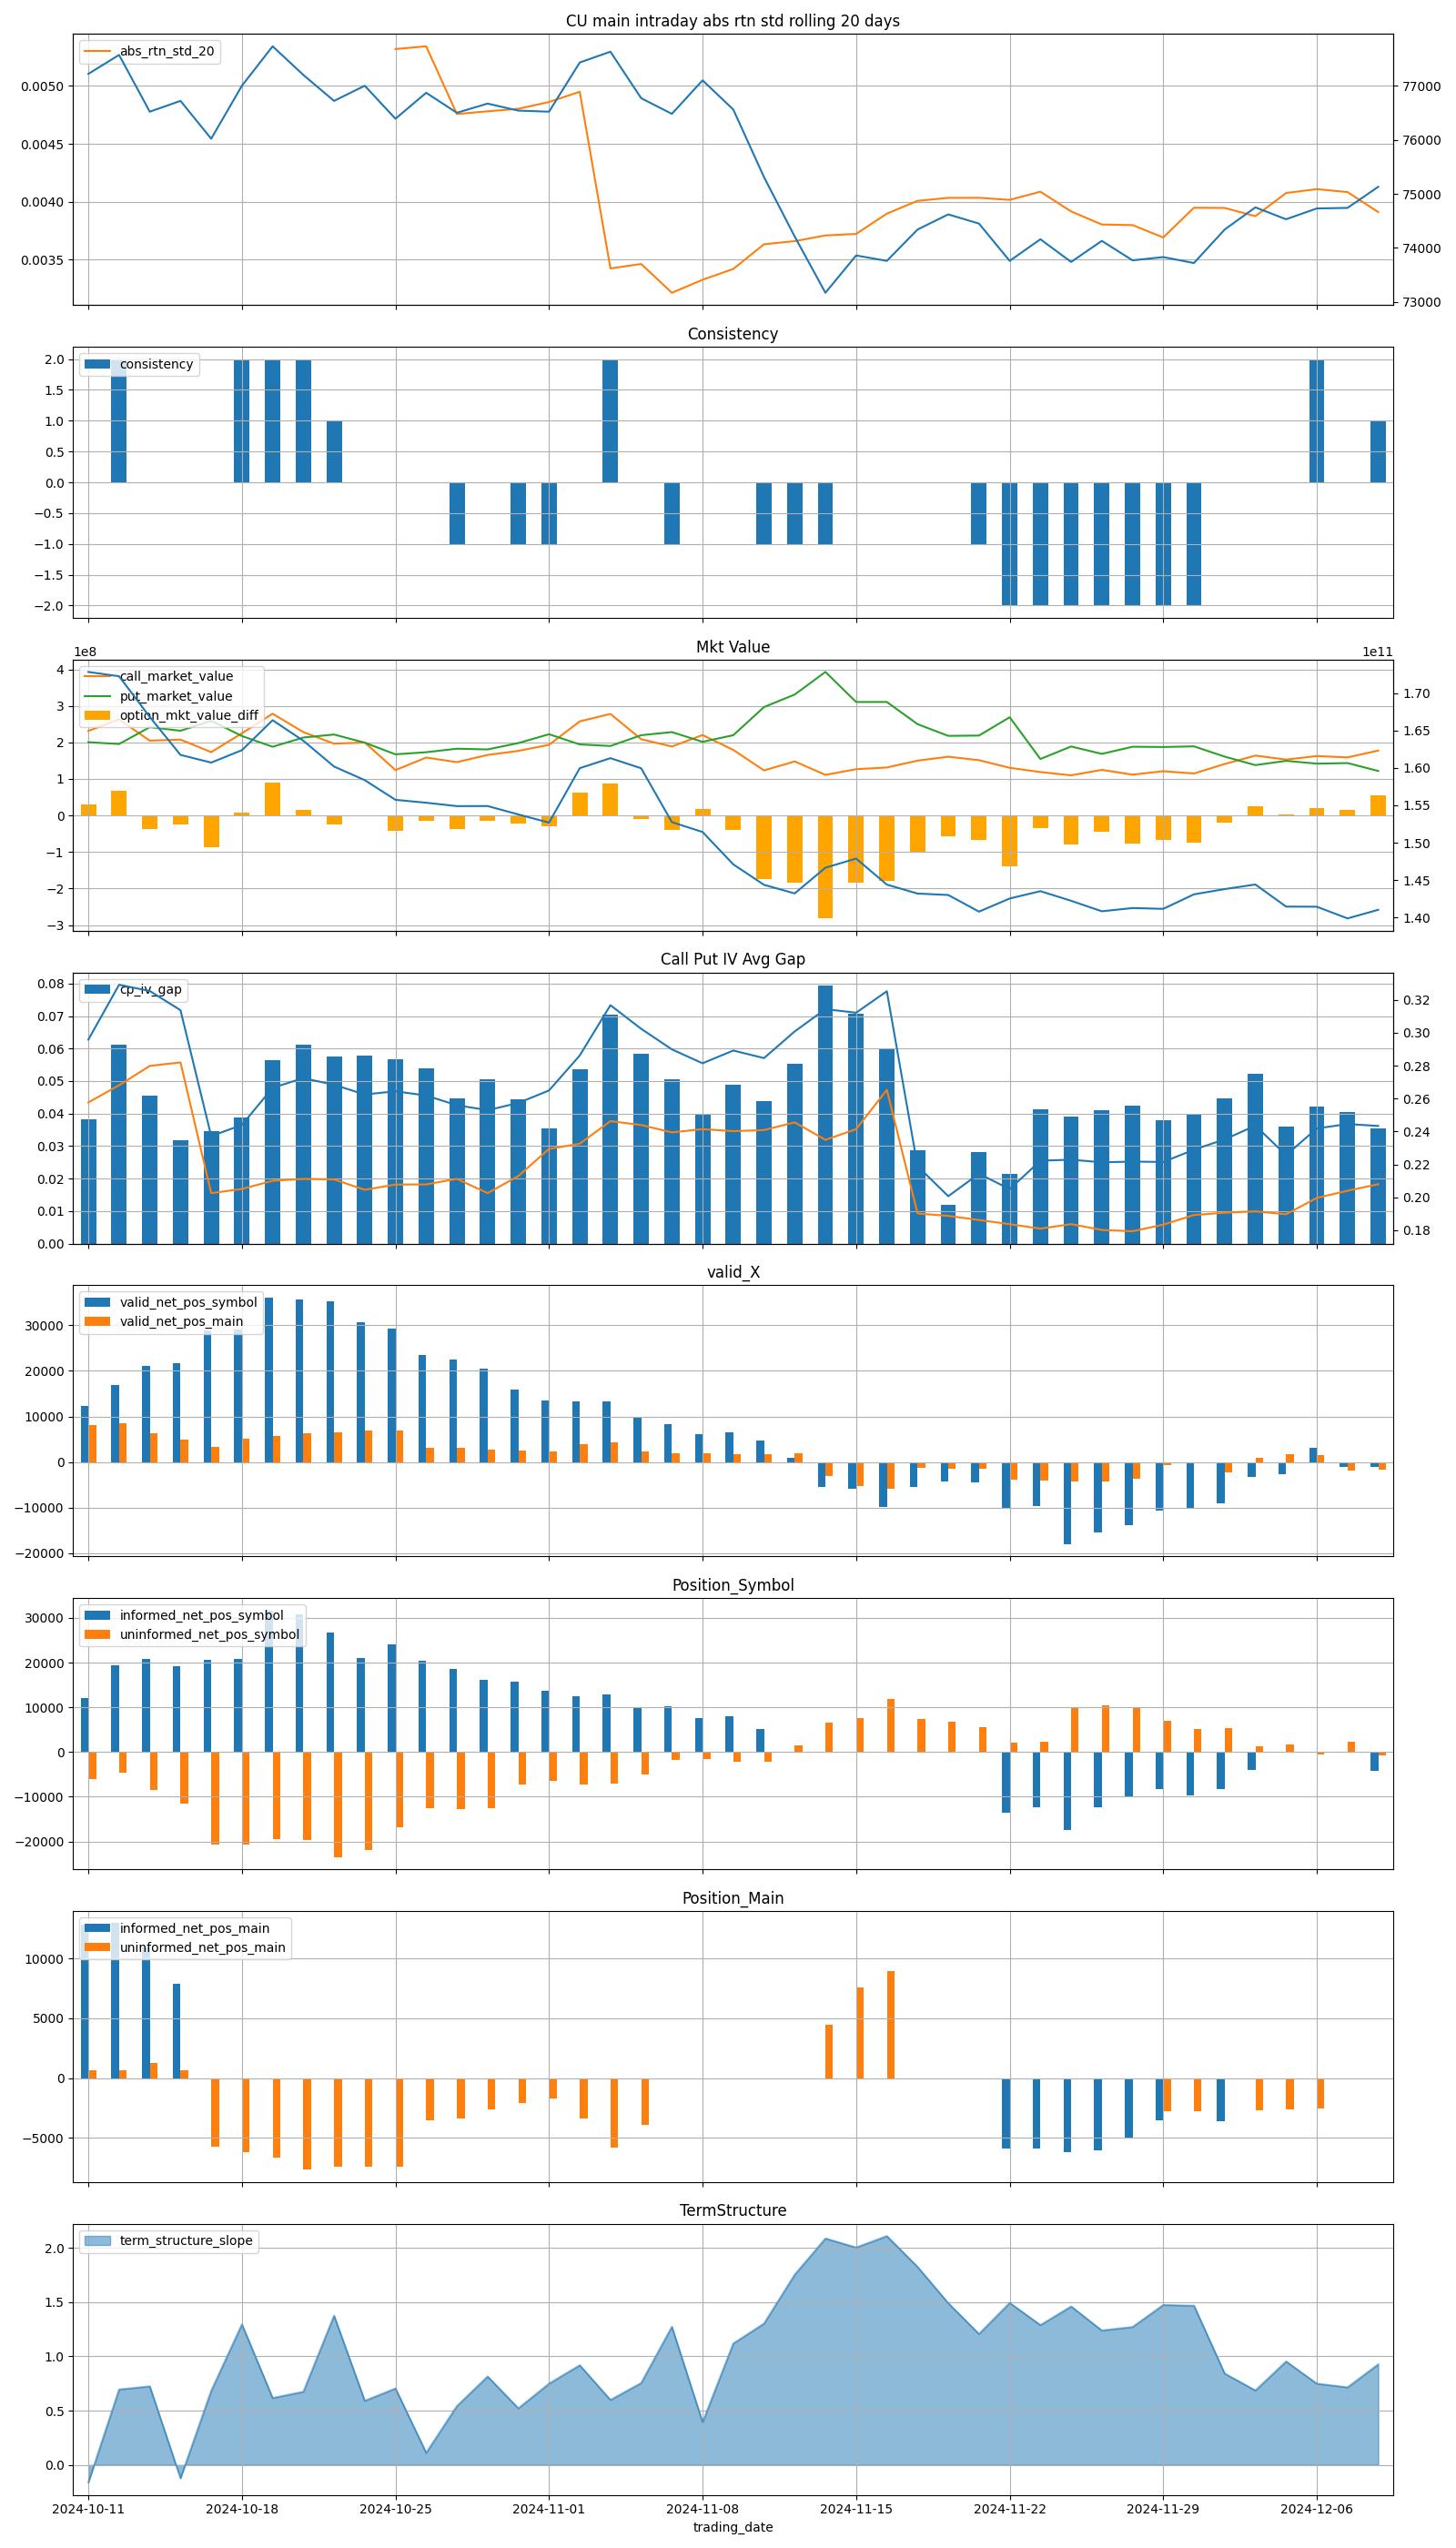 CU main intraday abs rtn std rolling 20 days
abs_rtn_std_20
0.0050
0.0045
0.0040
0.0035
77000
76000
75000
74000
73000
Consistency
consistency
2.0
1.5
1.0
0.5
0.0
−0.5
−1.0
−1.5
−2.0
Mkt Value
1e8
1e11
call_market_value
put_market_value
option_mkt_value_diff
4
3
2
1
0
−1
−2
−3
1.70
1.65
1.60
1.55
1.50
1.45
1.40
Call Put IV Avg Gap
cp_iv_gap
0.08
0.07
0.06
0.05
0.04
0.03
0.02
0.01
0.00
0.32
0.30
0.28
0.26
0.24
0.22
0.20
0.18
valid_X
valid_net_pos_symbol
valid_net_pos_main
30000
20000
10000
0
−10000
−20000
Position_Symbol
informed_net_pos_symbol
uninformed_net_pos_symbol
30000
20000
10000
0
−10000
−20000
Position_Main
informed_net_pos_main
uninformed_net_pos_main
10000
5000
0
−5000
TermStructure
term_structure_slope
2.0
1.5
1.0
0.5
0.0
2024-10-11 2024-10-18 2024-10-25 2024-11-01 2024-11-08 2024-11-15 2024-11-22 2024-11-29 2024-12-06
trading_date